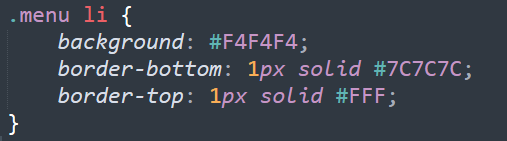 .menu li {
    background: #F4F4F4;
    border-bottom: 1px solid #7C7C7C;
    border-top: 1px solid #FFF;
}